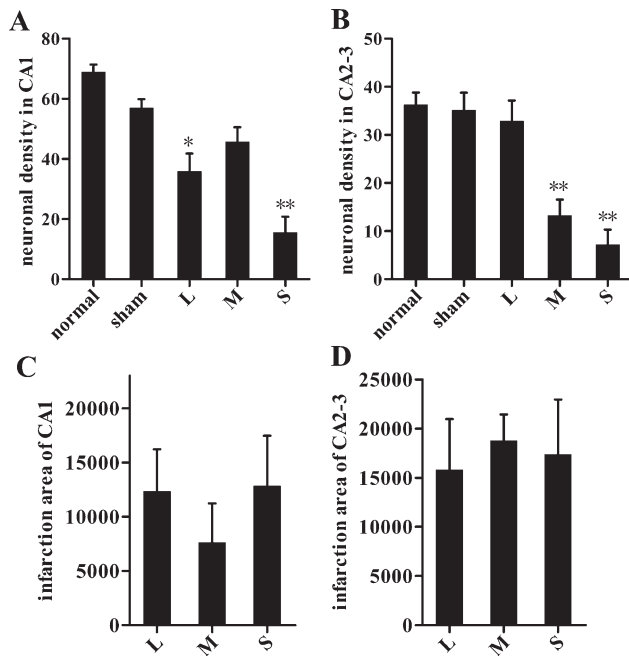 A
neuronal density in CA1
80
60
40
20
0
*
**
normal
sham
L
M
S
B
neuronal density in CA2-3
50
40
30
20
10
0
**
**
normal
sham
L
M
S
C
infarction area of CA1
20000
15000
10000
5000
0
L
M
S
D
infarction area of CA2-3
25000
20000
15000
10000
5000
0
L
M
S